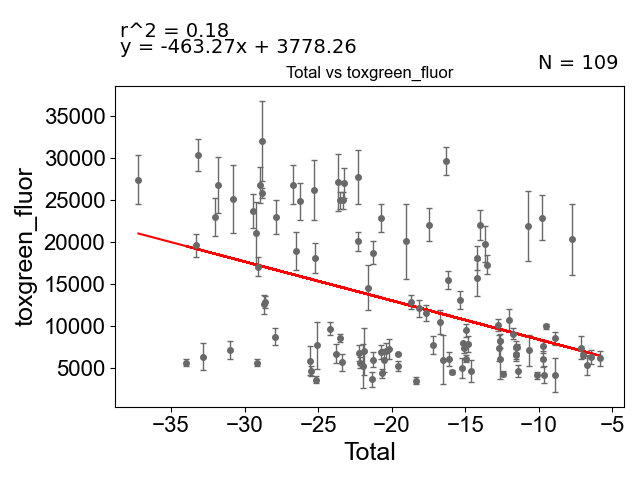 r^2 = 0.18
y = -463.27x + 3778.26
N = 109
Total vs toxgreen_fluor
35000
30000
25000
20000
15000
10000
5000
toxgreen_fluor
−35 −30 −25 −20 −15 −10 −5
Total